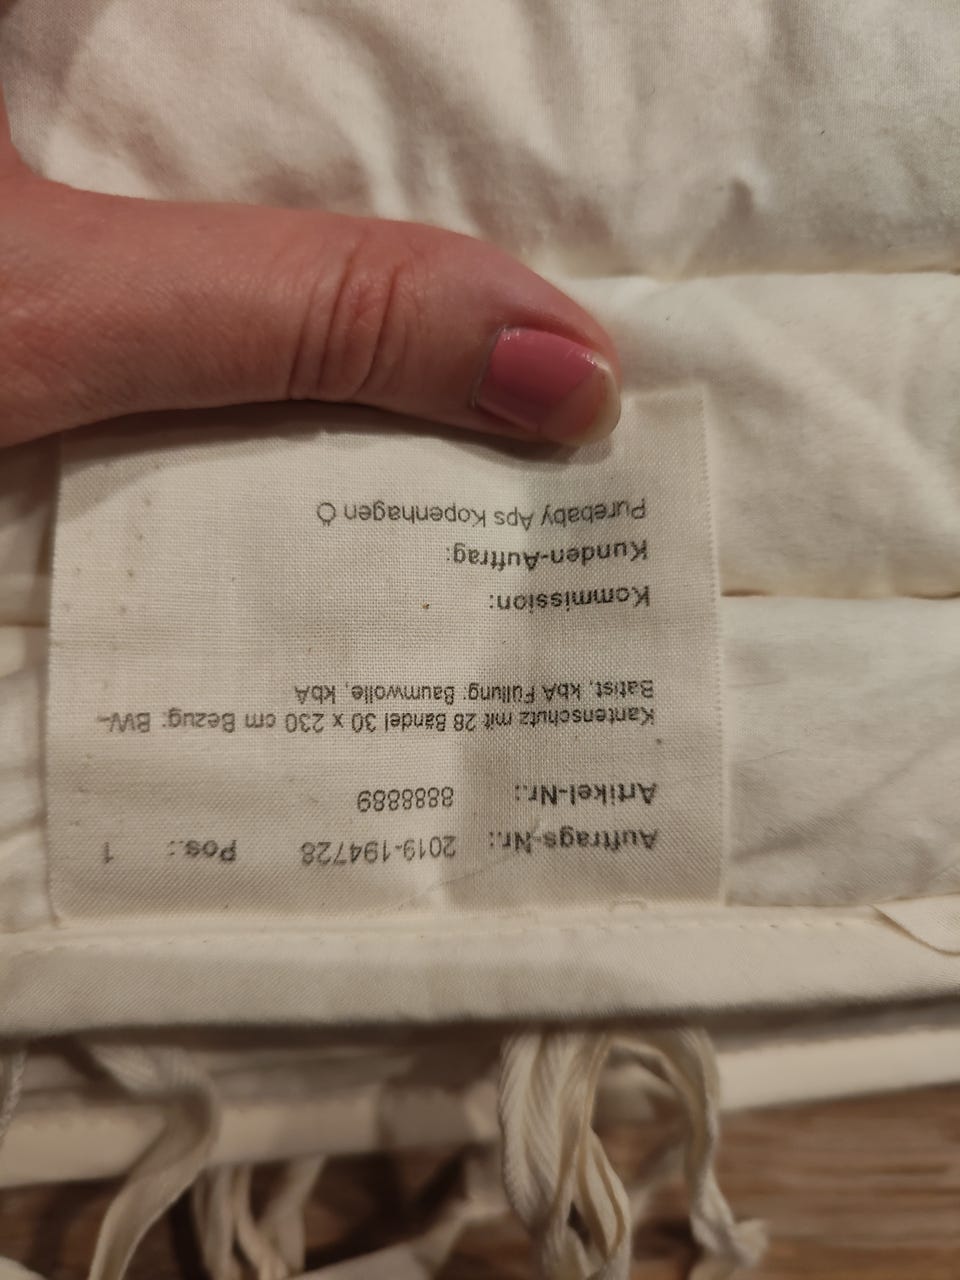 Auftrags-Nr.: 2019-194728 Pos.: 1
Artikel-Nr.: 8888889
Kantenschutz mit 28 Bändel 30 x 230 cm Bezug: BW-
Batist, kbA Füllung: Baumwolle, kbA
Kommission:
Kunden-Auftrag:
Purebaby Aps Kopenhagen Ö